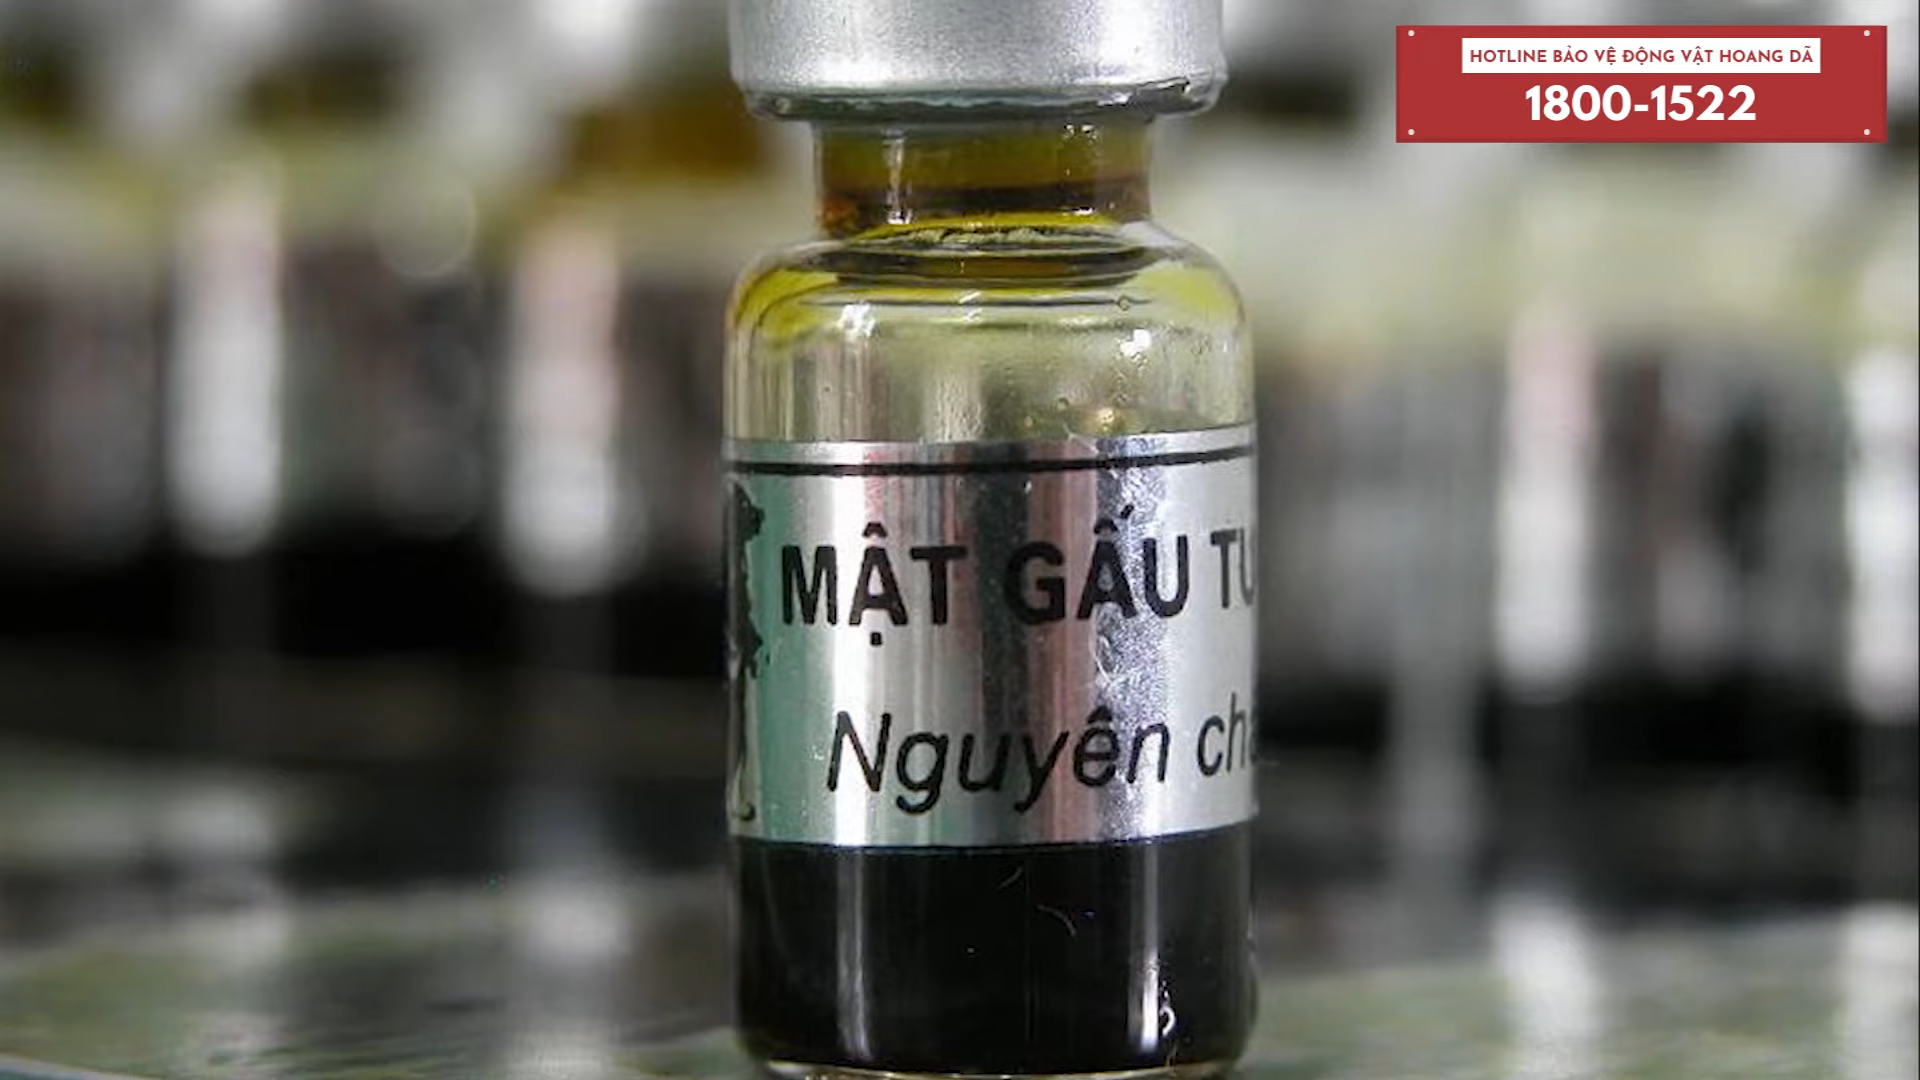 HOTLINE BẢO VỆ ĐỘNG VẬT HOANG DÃ
1800-1522
MẬT GẤU
Nguyên